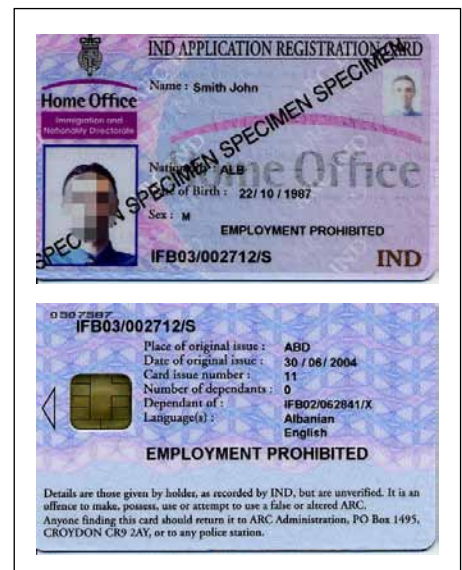 IND APPLICATION REGISTRATION CARD
Home Office
Immigration and
Nationality Directorate
Name : Smith John
SPECIMEN SPECIMEN SPECIMEN
Home Office
Nationality : ALB
Date of Birth : 22/ 10 / 1987
Sex : M
EMPLOYMENT PROHIBITED
IFB03/002712/S
IND
0307587
IFB03/002712/S
Place of original issue : ABD
Date of original issue : 30 / 06/ 2004
Card issue number : 11
Number of dependants : 0
Dependant of : IFB02/062841/X
Language(s) : Albanian
English
EMPLOYMENT PROHIBITED
Details are those given by holder, as recorded by IND, but are unverified. It is an
offence to make, possess, use or attempt to use a false or altered ARC.
Anyone finding this card should return it to ARC Administration, PO Box 1495,
CROYDON CR9 2AY, or to any police station.